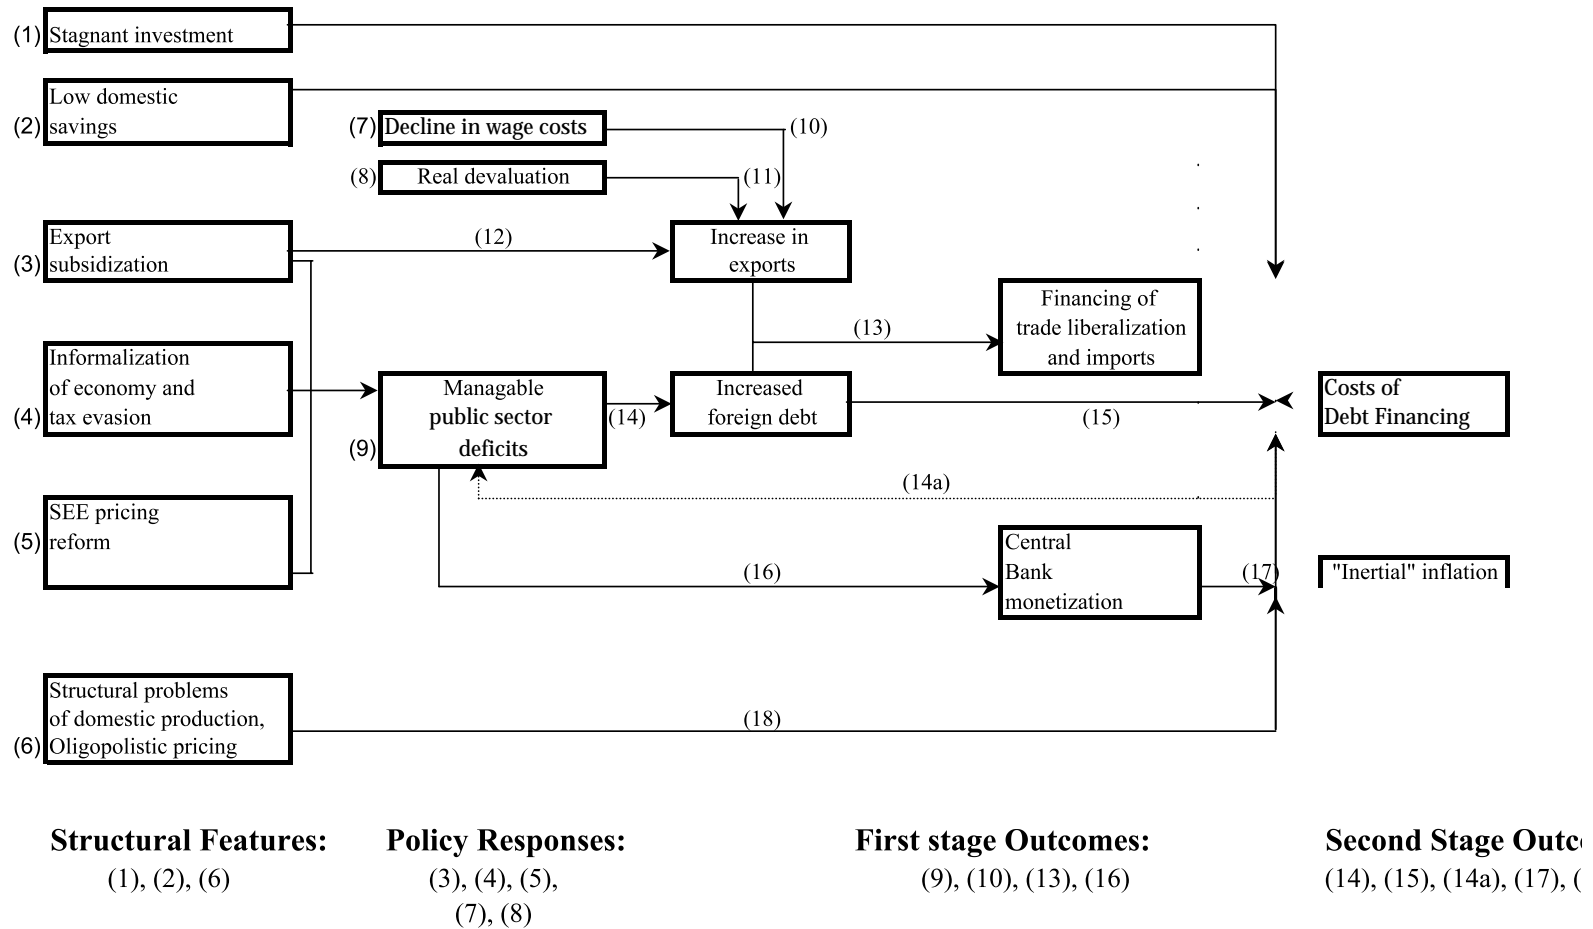 (1) Stagnant investment
Low domestic
(2) savings
(7) Decline in wage costs
(10)
(8) Real devaluation
(11)
Export
(3) subsidization
(12)
Increase in
exports
Financing of
trade liberalization
and imports
(13)
Informalization
of economy and
(4) tax evasion
Managable
public sector
deficits
(9)
(14)
Increased
foreign debt
(15)
Costs of
Debt Financing
(14a)
SEE pricing
(5) reform
(16)
Central
Bank
monetization
(17)
"Inertial" inflation
Structural problems
of domestic production,
(6) Oligopolistic pricing
(18)
Structural Features:
(1), (2), (6)
Policy Responses:
(3), (4), (5),
(7), (8)
First stage Outcomes:
(9), (10), (13), (16)
Second Stage Outc
(14), (15), (14a), (17), (